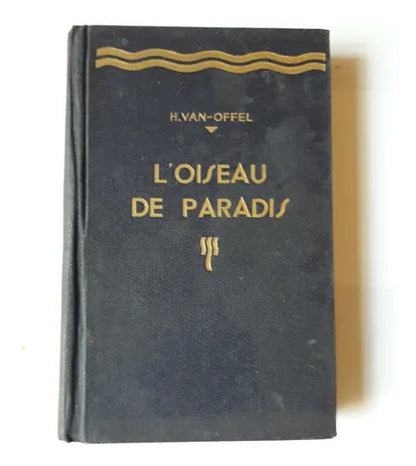 H. VAN-OFFEL
L'OISEAU
DE PARADIS